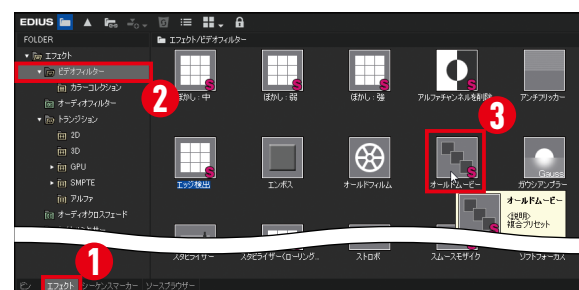 EDIUS
FOLDER
エフェクト/ビデオフィルター
エフェクト
ビデオフィルター
カラーコレクション
オーディオフィルター
トランジション
2D
3D
GPU
SMPTE
アルファ
オーディオクロスフェード
2
3
1
ぼかし:中
ぼかし:弱
ぼかし:強
アルファチャンネルを削除
アンチフリッカー
S
S
S
S
エッジ検出
エンボス
オールドフィルム
オールドムービー
ガウシアンブラー
S
S
Gauss
オールドムービー
<説明>
複合プリセット
S
スタビライザー
スタビライザー(ローリング...
ストロボ
スムースモザイク
ソフトフォーカス
エフェクト
シーケンスマーカー
ソースブラウザー